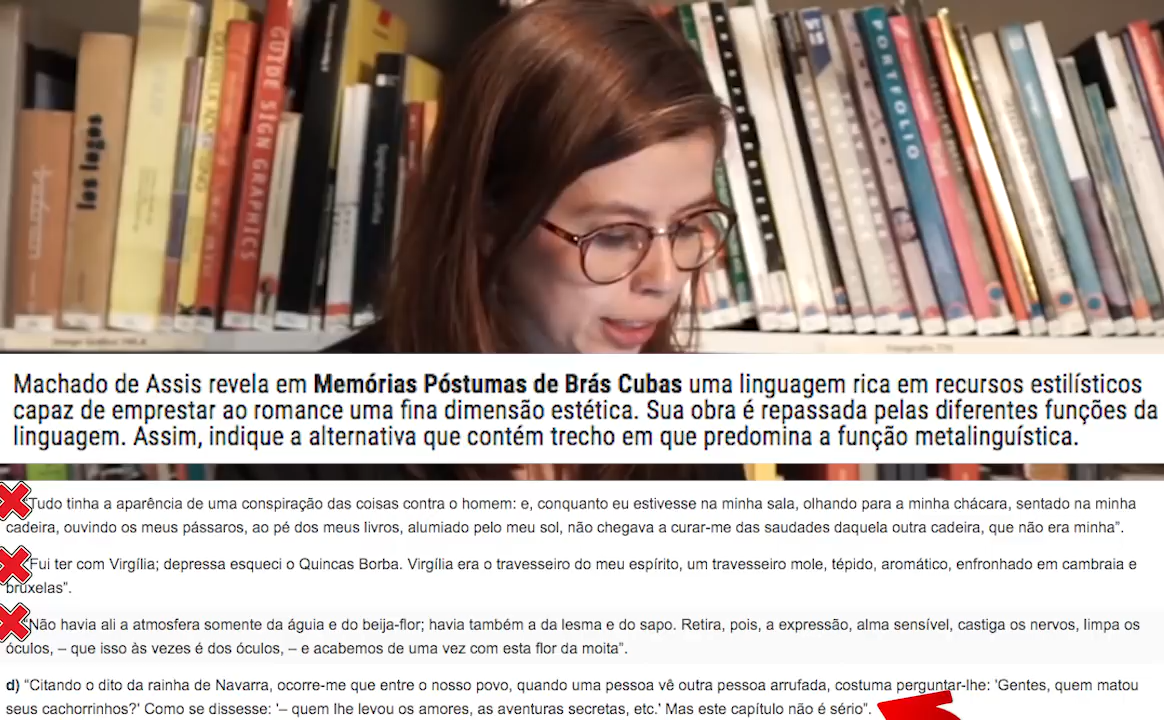 los lagos
GUIDE SIGN GRAPHICS
PORTFOLIO
Machado de Assis revela em Memórias Póstumas de Brás Cubas uma linguagem rica em recursos estilísticos
capaz de emprestar ao romance uma fina dimensão estética. Sua obra é repassada pelas diferentes funções da
linguagem. Assim, indique a alternativa que contém trecho em que predomina a função metalinguística.
Tudo tinha a aparência de uma conspiração das coisas contra o homem: e, conquanto eu estivesse na minha sala, olhando para a minha chácara, sentado na minha
cadeira, ouvindo os meus pássaros, ao pé dos meus livros, alumiado pelo meu sol, não chegava a curar-me das saudades daquela outra cadeira, que não era minha”.
“Fui ter com Virgília; depressa esqueci o Quincas Borba. Virgília era o travesseiro do meu espírito, um travesseiro mole, tépido, aromático, enfronhado em cambraia e
bruxelas”.
“Não havia ali a atmosfera somente da águia e do beija-flor; havia também a da lesma e do sapo. Retira, pois, a expressão, alma sensível, castiga os nervos, limpa os
óculos, – que isso às vezes é dos óculos, – e acabemos de uma vez com esta flor da moita”.
d) “Citando o dito da rainha de Navarra, ocorre-me que entre o nosso povo, quando uma pessoa vê outra pessoa arrufada, costuma perguntar-lhe: 'Gentes, quem matou
seus cachorrinhos?' Como se dissesse: '– quem lhe levou os amores, as aventuras secretas, etc.' Mas este capítulo não é sério”.